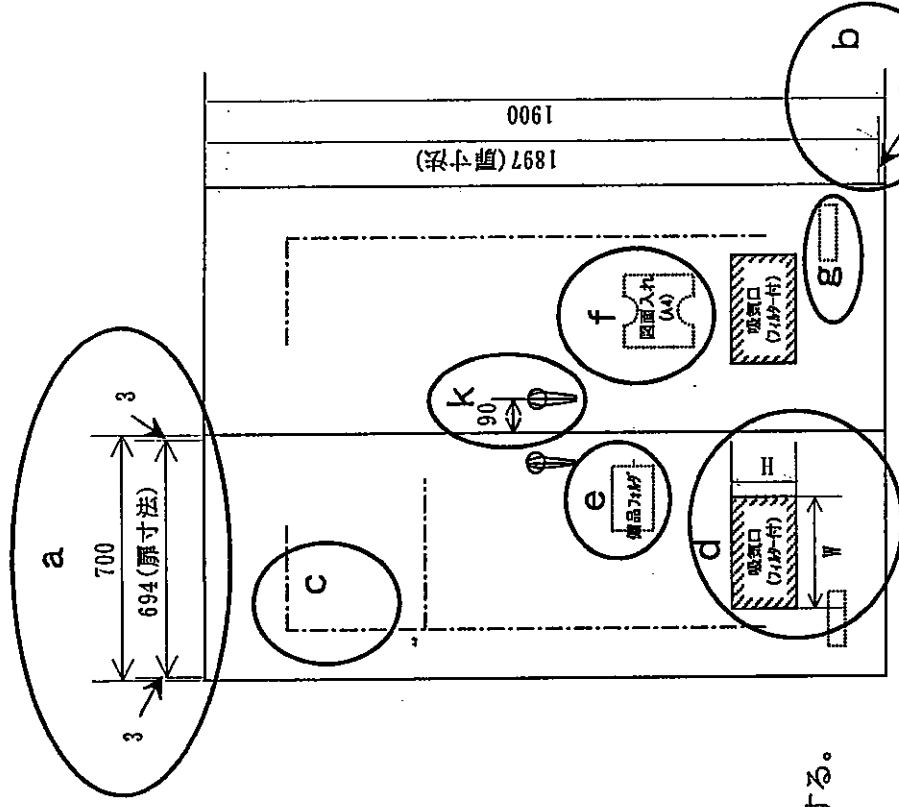 a
700
694(扉寸法)
3
3
c
k
90
e
備品フォルダ
f
図面入れ
(A4)
d
吸気口
(フィルター付)
H
W
吸気口
(フィルター付)
g
1897(扉寸法)
1900
b
する。